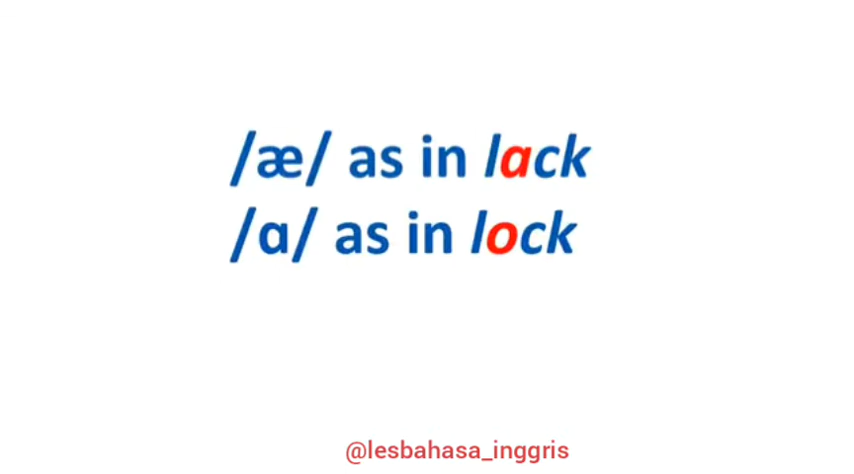 /æ/ as in lack
/ɑ/ as in lock
@lesbahasa_inggris